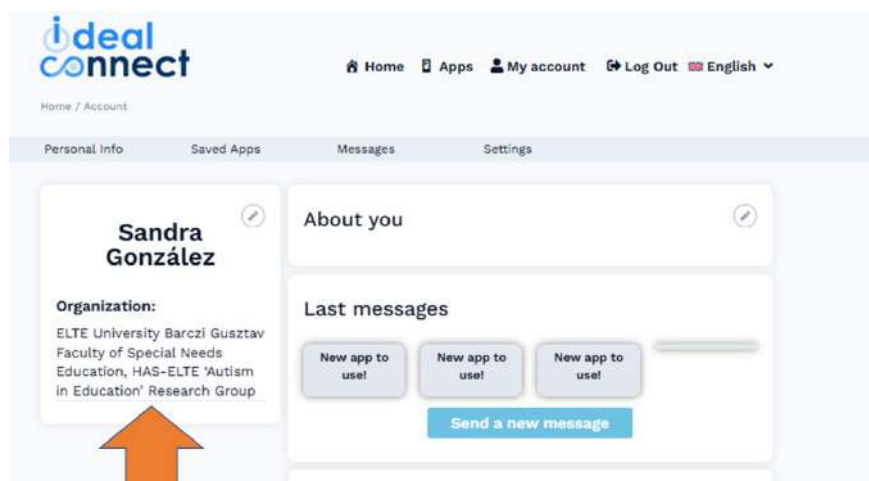 ideal
connect
Home Apps My account Log Out English
Home / Account
Personal Info Saved Apps Messages Settings
Sandra
González
Organization:
ELTE University Barczi Gusztav
Faculty of Special Needs
Education, HAS-ELTE 'Autism
in Education' Research Group
About you
Last messages
New app to
use!
New app to
use!
New app to
use!
Send a new message